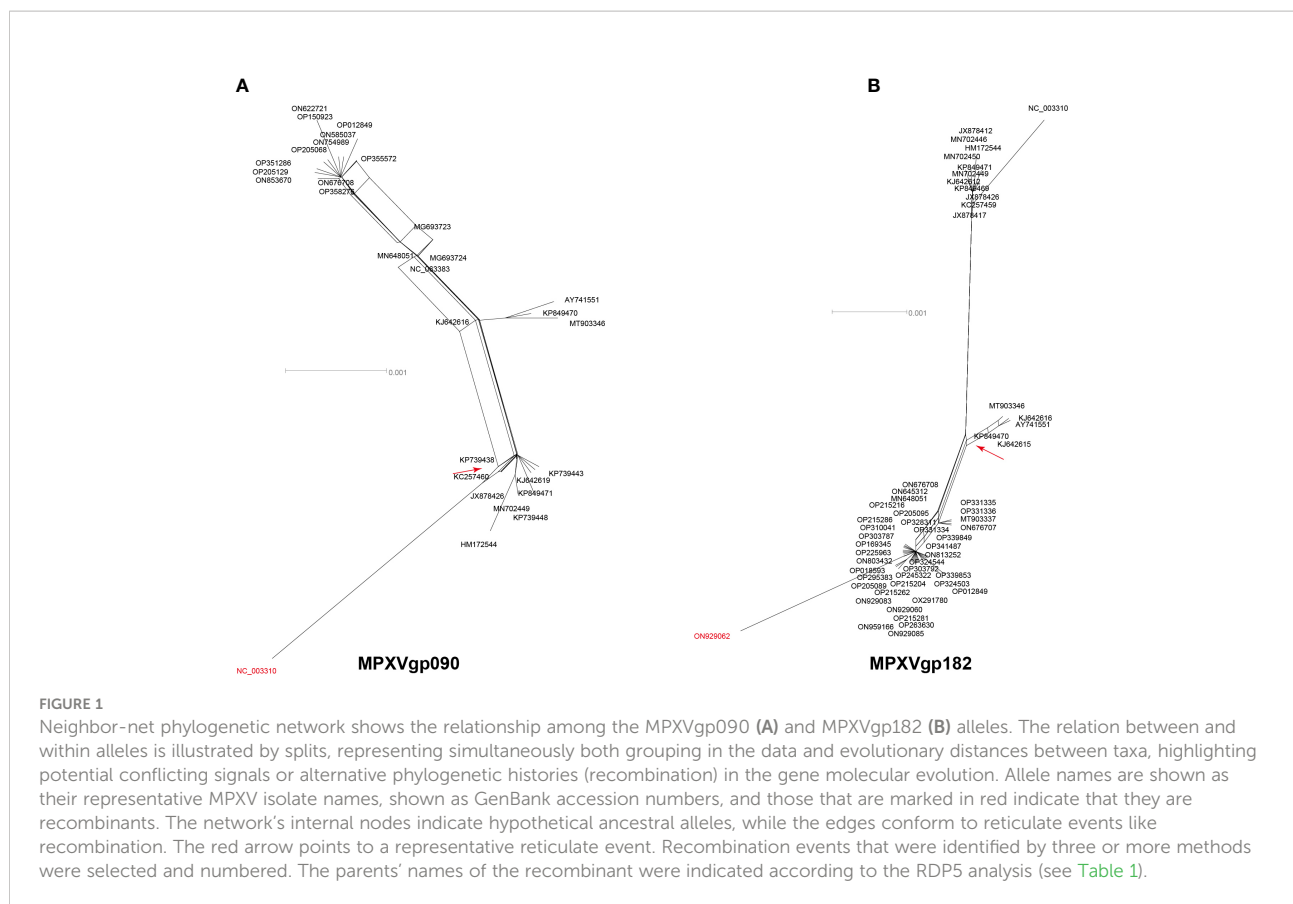 A
ON622721
OP150923
OP012849
ON585037
ON754989
OP205068
OP351286
OP355572
OP205129
ON853670
ON676708
OP358275
MG693723
MN648051
MG693724
NC_063383
AY741551
KP849470
KJ642616
MT903346
0.001
KP739438
KC257460
KP739443
KJ642619
KP849471
JX878426
MN702449
KP739448
HM172544
NC_003310
MPXVgp090
B
NC_003310
JX878412
MN702446
HM172544
MN702450
KP849471
MN702449
KJ642612
KP849469
JX878426
KC257459
JX878417
0.001
MT903346
KJ642616
AY741551
KP849470
KJ642615
ON676708
ON645312
MN648051
OP215216
OP205095
OP215286
OP328311
OP310041
OP331334
OP303787
OP331335
OP331336
MT903337
ON676707
OP339849
OP169345
OP341487
OP225963
ON813252
ON803432
OP324544
OP018593
OP303792
OP295383
OP245322
OP339853
OP205089
OP215204
OP324503
OP215262
OP012849
ON929083
OX291780
ON929060
OP215281
ON959166
OP263630
ON929085
ON929062
MPXVgp182
FIGURE 1
Neighbor-net phylogenetic network shows the relationship among the MPXVgp090 (A) and MPXVgp182 (B) alleles. The relation between and
within alleles is illustrated by splits, representing simultaneously both grouping in the data and evolutionary distances between taxa, highlighting
potential conflicting signals or alternative phylogenetic histories (recombination) in the gene molecular evolution. Allele names are shown as
their representative MPXV isolate names, shown as GenBank accession numbers, and those that are marked in red indicate that they are
recombinants. The network's internal nodes indicate hypothetical ancestral alleles, while the edges conform to reticulate events like
recombination. The red arrow points to a representative reticulate event. Recombination events that were identified by three or more methods
were selected and numbered. The parents' names of the recombinant were indicated according to the RDP5 analysis (see Table 1).